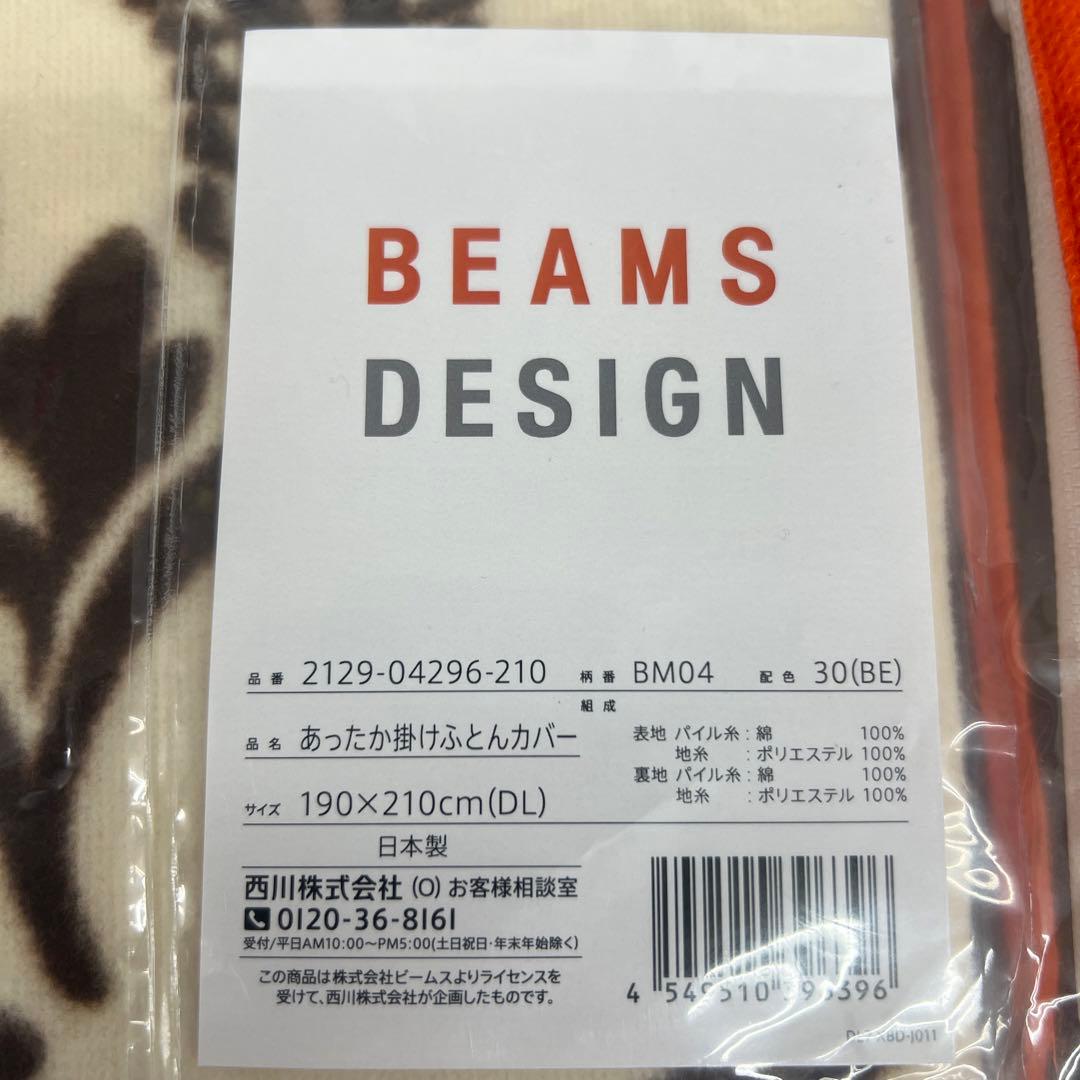 BEAMS
DESIGN
品番 2129-04296-210 柄番 BM04 配色 30(BE)
組成
品名 あったか掛けふとんカバー
表地 パイル糸 : 綿 100%
地糸 : ポリエステル 100%
裏地 パイル糸 : 綿 100%
地糸 : ポリエステル 100%
サイズ 190×210cm(DL)
日本製
西川株式会社 (O) お客様相談室
0120-36-8161
受付/平日AM10:00〜PM5:00(土日祝日・年末年始除く)
この商品は株式会社ビームスよりライセンスを
受けて、西川株式会社が企画したものです。
4